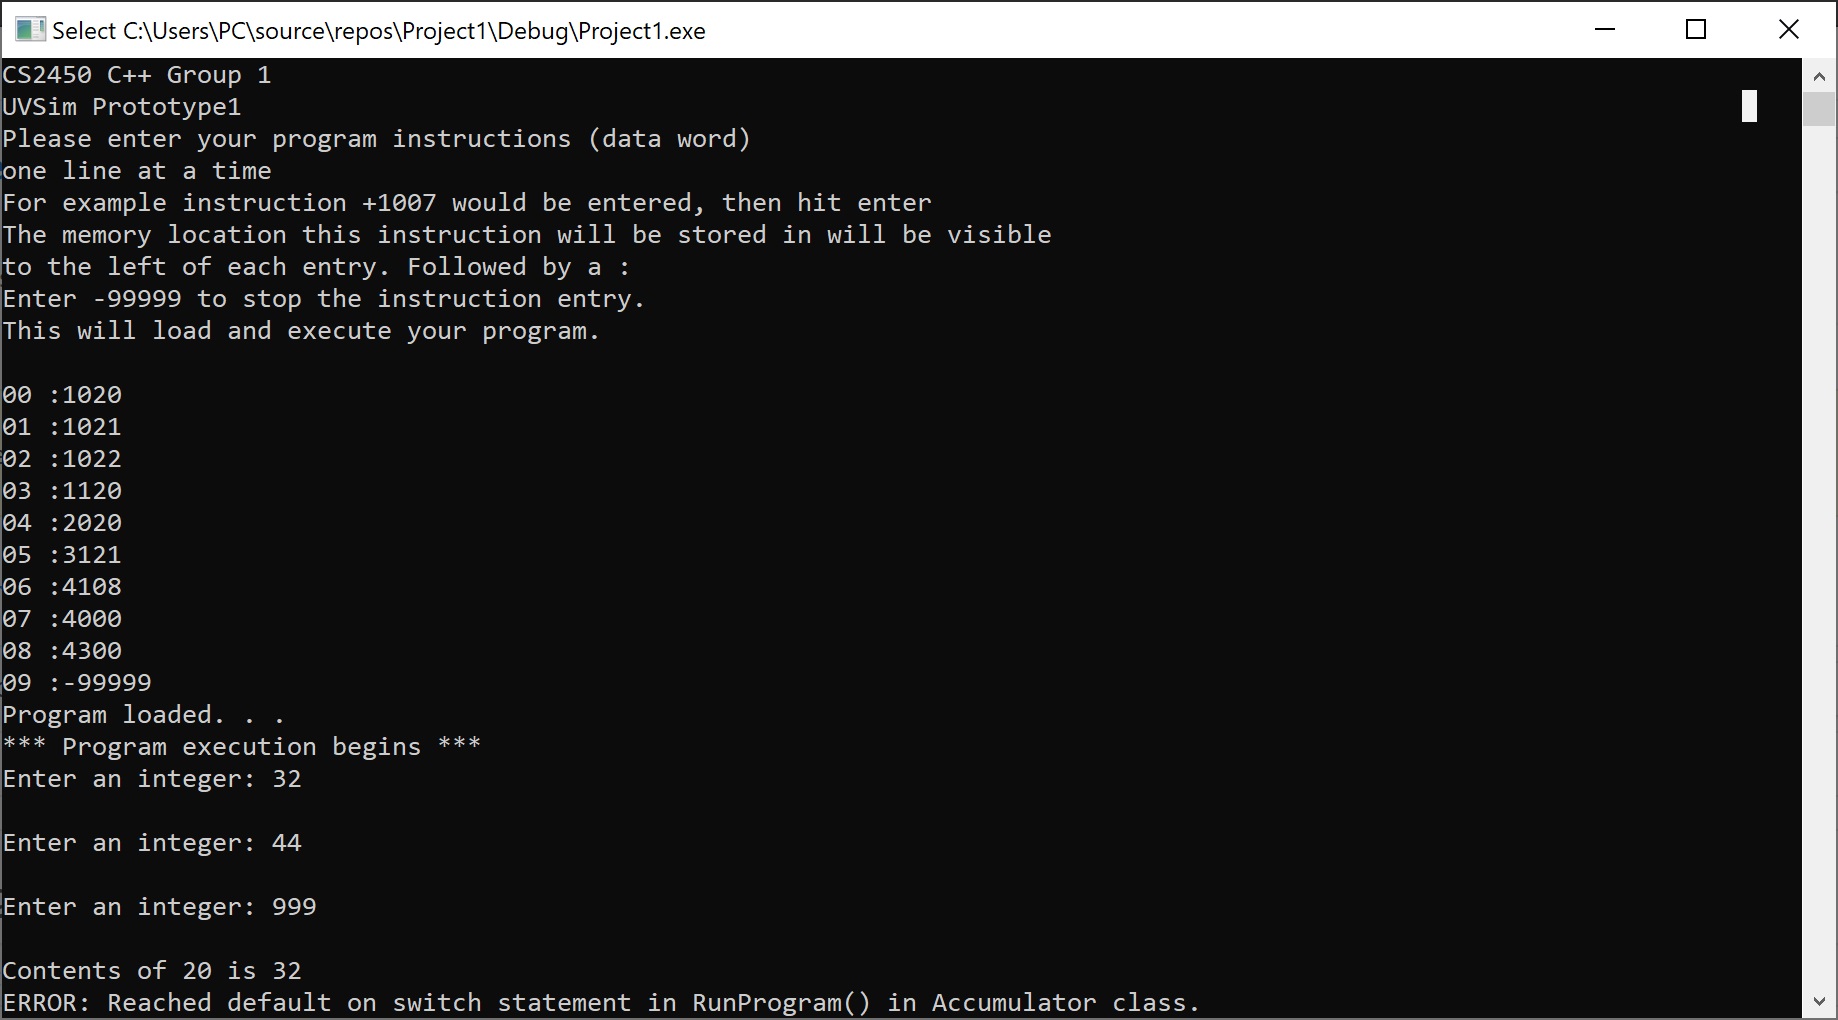 Select C:\Users\PC\source\repos\Project1\Debug\Project1.exe
CS2450 C++ Group 1
UVSim Prototype1
Please enter your program instructions (data word)
one line at a time
For example instruction +1007 would be entered, then hit enter
The memory location this instruction will be stored in will be visible
to the left of each entry. Followed by a :
Enter -99999 to stop the instruction entry.
This will load and execute your program.
00 :1020
01 :1021
02 :1022
03 :1120
04 :2020
05 :3121
06 :4108
07 :4000
08 :4300
09 :-99999
Program loaded. . .
*** Program execution begins ***
Enter an integer: 32
Enter an integer: 44
Enter an integer: 999
Contents of 20 is 32
ERROR: Reached default on switch statement in RunProgram() in Accumulator class.